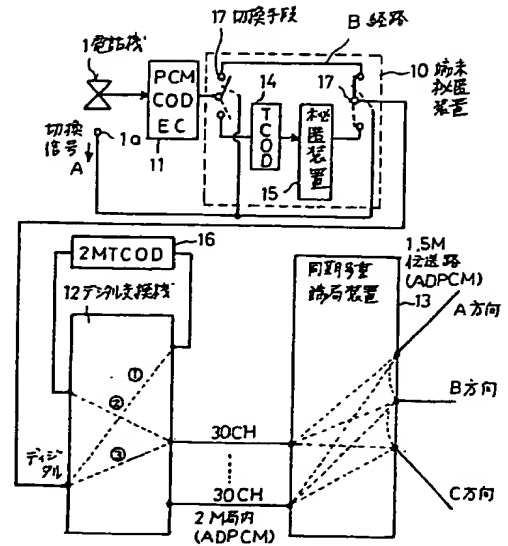 17 切換手段
B 経路
1 電話機
PCM
COD
EC
11
14
TCOD
秘匿装置
15
17
10 端末
秘匿
装置
切換
信号
A
1a
2MTCOD
16
12 デジタル交換機
①
②
③
ディジ
タル
30CH
30CH
2M局内
(ADPCM)
同期多重
端局装置
1.5M
伝送路
(ADPCM)
13
A方向
B方向
C方向